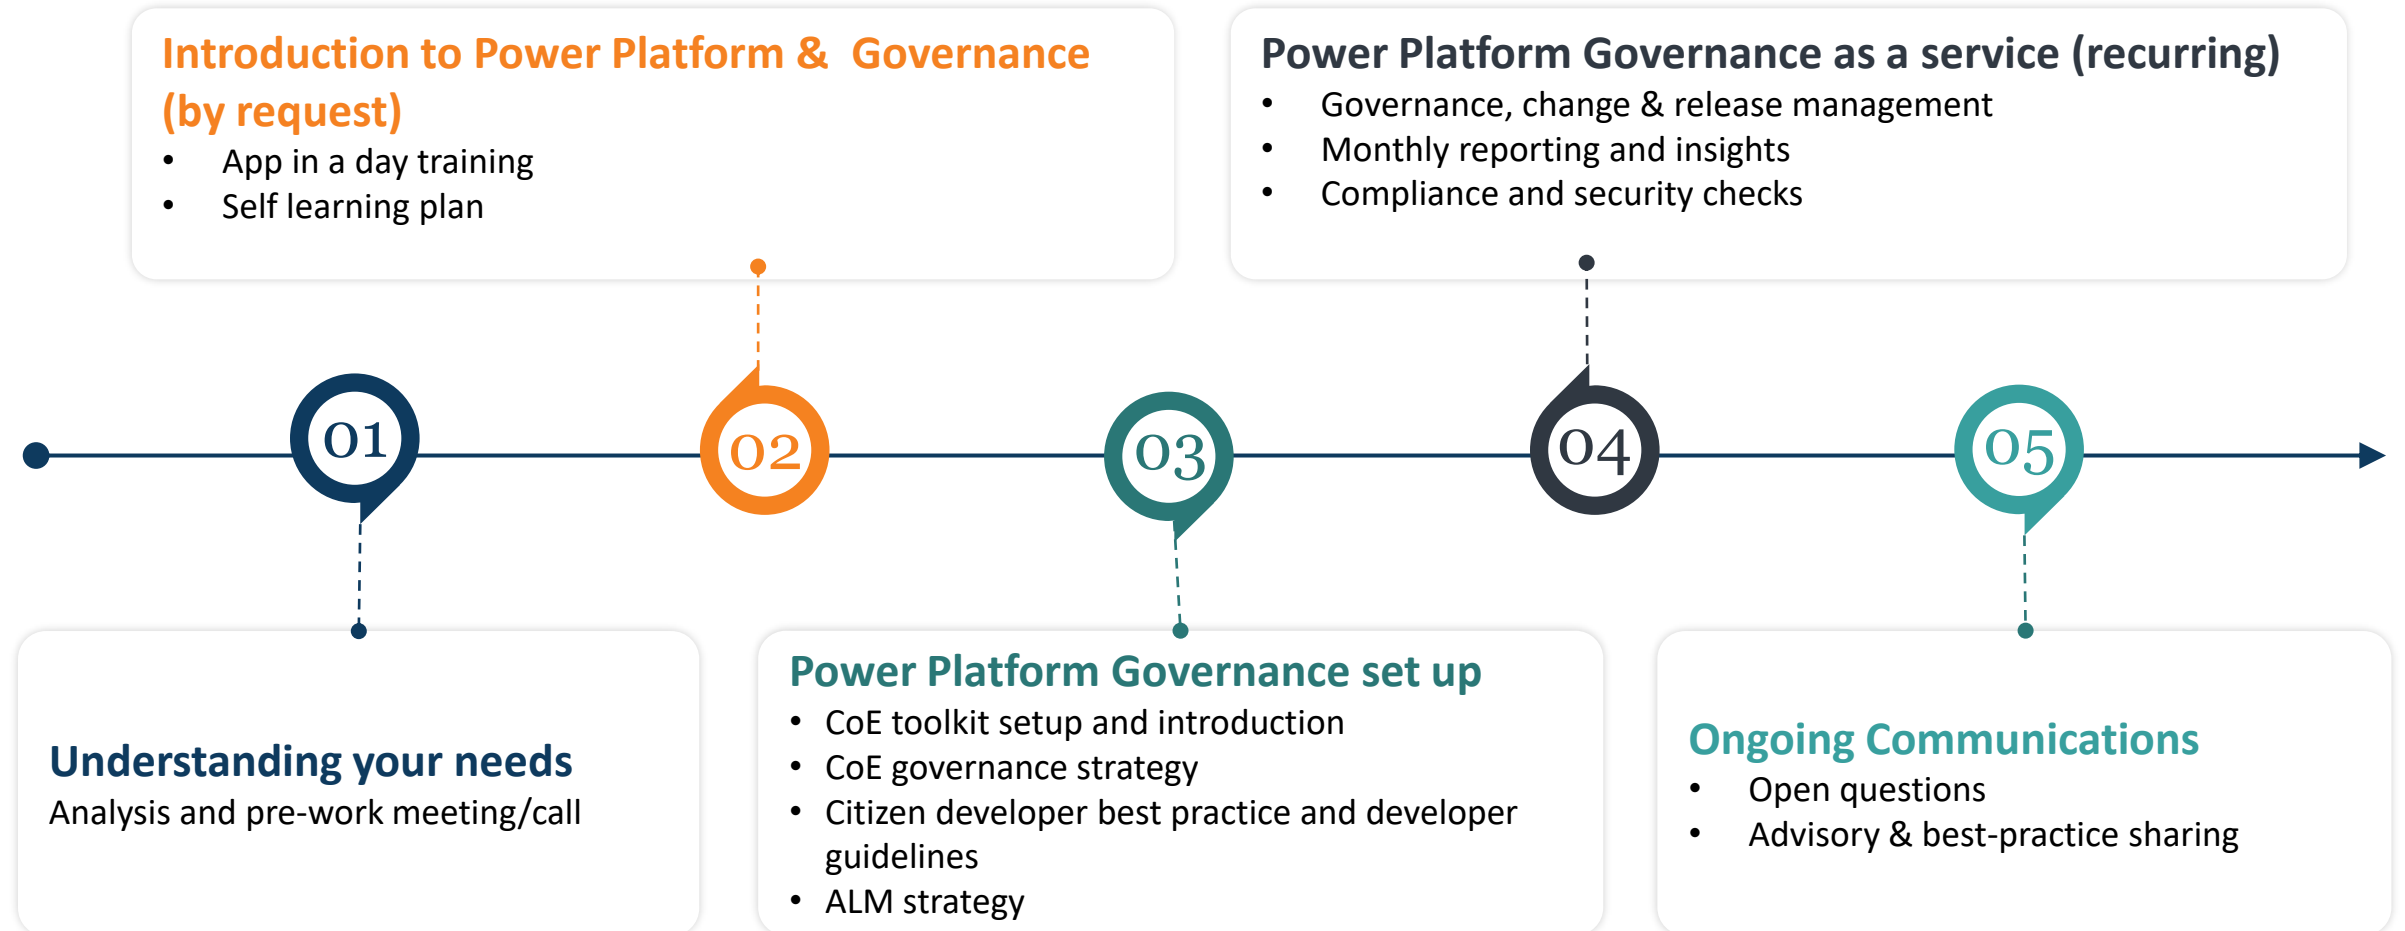 Introduction to Power Platform & Governance
(by request)
• App in a day training
• Self learning plan
Power Platform Governance as a service (recurring)
• Governance, change & release management
• Monthly reporting and insights
• Compliance and security checks
01
02
03
04
05
Understanding your needs
Analysis and pre-work meeting/call
Power Platform Governance set up
• CoE toolkit setup and introduction
• CoE governance strategy
• Citizen developer best practice and developer
guidelines
• ALM strategy
Ongoing Communications
• Open questions
• Advisory & best-practice sharing